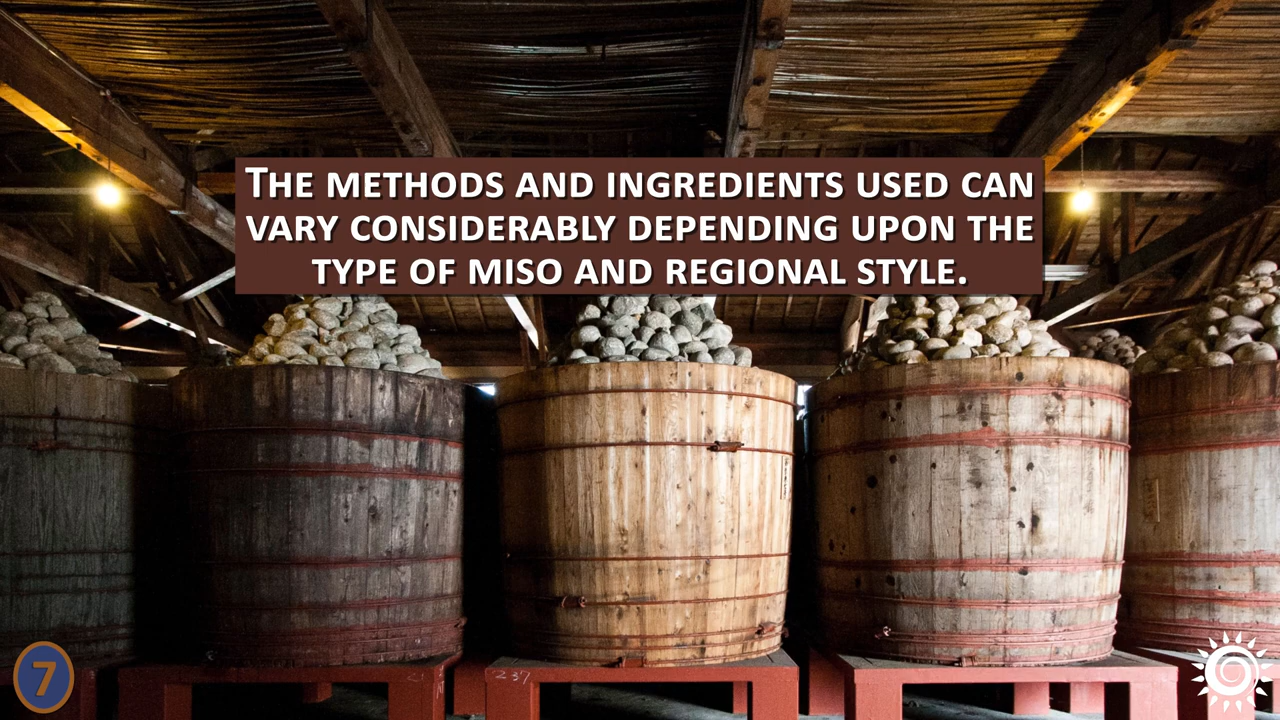 The methods and ingredients used can
vary considerably depending upon the
type of miso and regional style.
237
7